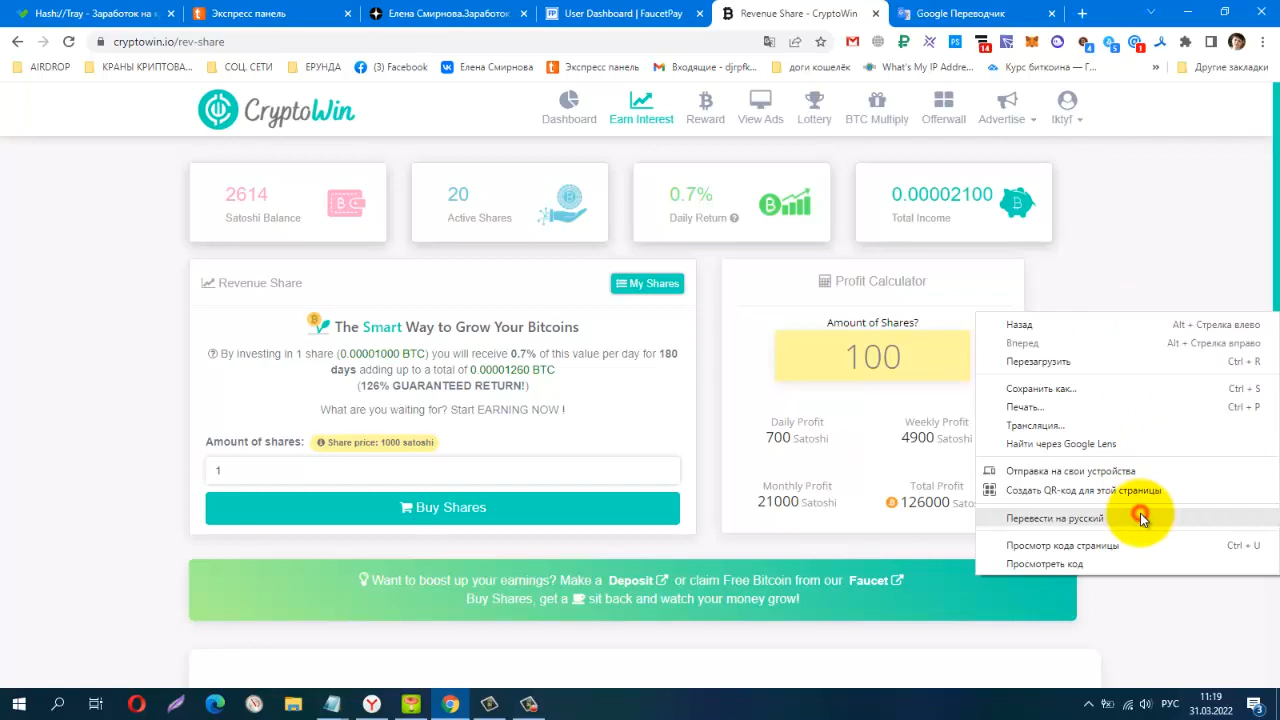 Hash://Tray - Заработок на к
Экспресс панель
Елена Смирнова.Заработок
User Dashboard | FaucetPay
Revenue Share - CryptoWin
Google Переводчик
cryptowin.io/rev-share
AIRDROP
КРАНЫ КРИПТОВА...
СОЦ. СЕТИ
ЕРУНДА
(3) Facebook
Елена Смирнова
Экспресс панель
Входящие - djrpfk...
доги кошелёк
What's My IP Addre...
Курс биткоина — Г...
»
Другие закладки
CryptoWin
Dashboard
Earn Interest
Reward
View Ads
Lottery
BTC Multiply
Offerwall
Advertise
Iktyf
2614
Satoshi Balance
20
Active Shares
0.7%
Daily Return
0.00002100
Total Income
Revenue Share
My Shares
The Smart Way to Grow Your Bitcoins
By investing in 1 share (0.00001000 BTC) you will receive 0.7% of this value per day for 180
days adding up to a total of 0.00001260 BTC
(126% GUARANTEED RETURN!)
What are you waiting for? Start EARNING NOW !
Amount of shares:
Share price: 1000 satoshi
1
Buy Shares
Profit Calculator
Amount of Shares?
100
Daily Profit
700 Satoshi
Weekly Profit
4900 Satoshi
Monthly Profit
21000 Satoshi
Total Profit
126000 Satos
Назад Alt + Стрелка влево
Вперед Alt + Стрелка вправо
Перезагрузить Ctrl + R
Сохранить как... Ctrl + S
Печать... Ctrl + P
Трансляция...
Найти через Google Lens
Отправка на свои устройства
Создать QR-код для этой страницы
Перевести на русский
Просмотр кода страницы Ctrl + U
Просмотреть код
Want to boost up your earnings? Make a Deposit or claim Free Bitcoin from our Faucet
Buy Shares, get a sit back and watch your money grow!
РУС
11:19
31.03.2022